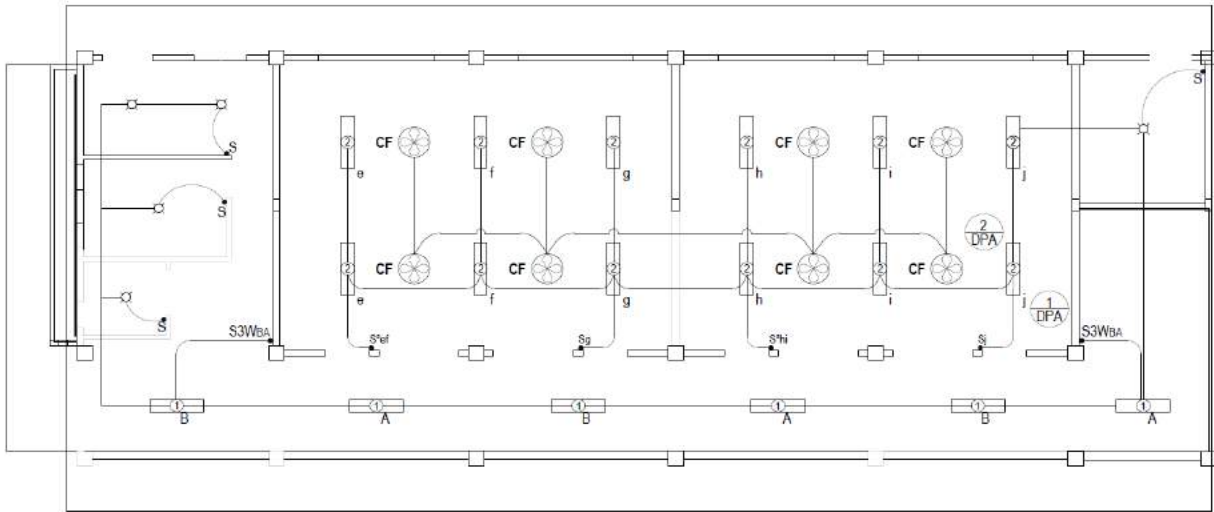 S
S
2 CF 2 CF 2 2 CF 2 CF 2
e f g h i j
S
2
DPA
2 CF 2 CF 2 2 CF 2 CF 2
e f g h i j
1
DPA
S
S3WBA S*ef Sg S*hi Sj S3WBA
1 1 1 1 1 1
B A B A B A